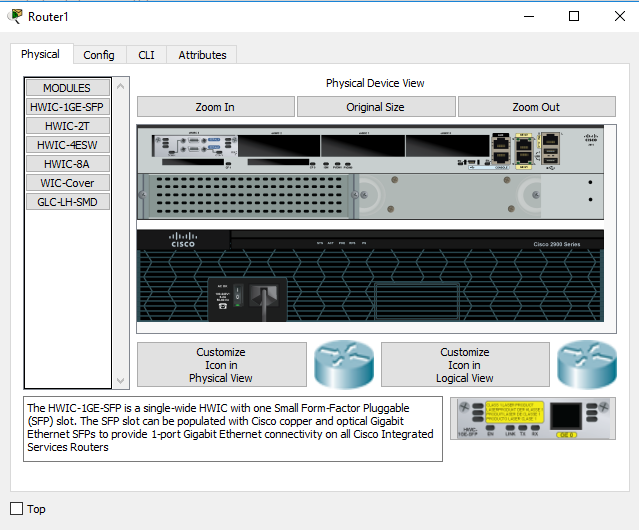 Router1
Physical
Config
CLI
Attributes
MODULES
HWIC-1GE-SFP
HWIC-2T
HWIC-4ESW
HWIC-8A
WIC-Cover
GLC-LH-SMD
Physical Device View
Zoom In
Original Size
Zoom Out
CISCO
Cisco 2900 Series
Customize
Icon in
Physical View
Customize
Icon in
Logical View
The HWIC-1GE-SFP is a single-wide HWIC with one Small Form-Factor Pluggable
(SFP) slot. The SFP slot can be populated with Cisco copper and optical Gigabit
Ethernet SFPs to provide 1-port Gigabit Ethernet connectivity on all Cisco Integrated
Services Routers
HWIC-
1GE-SFP
EN
LINK
TX
RX
GE 0
Top